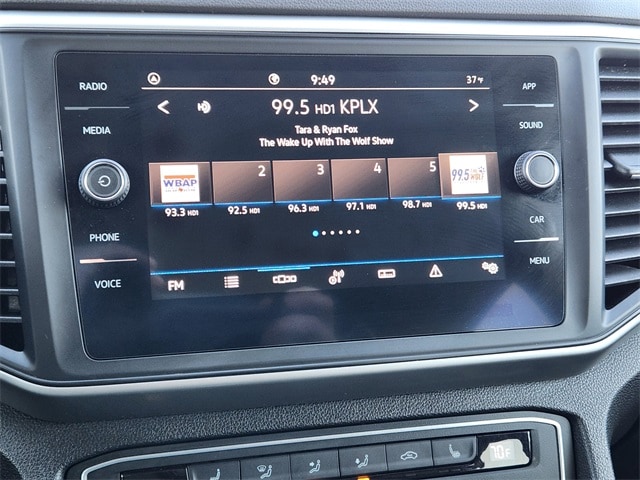 RADIO
MEDIA
PHONE
VOICE
9:49
37°F
99.5 HD1 KPLX
Tara & Ryan Fox
The Wake Up With The Wolf Show
WBAP 2 3 4 5 99.5
93.3 HD1 92.5 HD1 96.3 HD1 97.1 HD1 98.7 HD1 99.5 HD1
FM
APP
SOUND
CAR
MENU
70°F